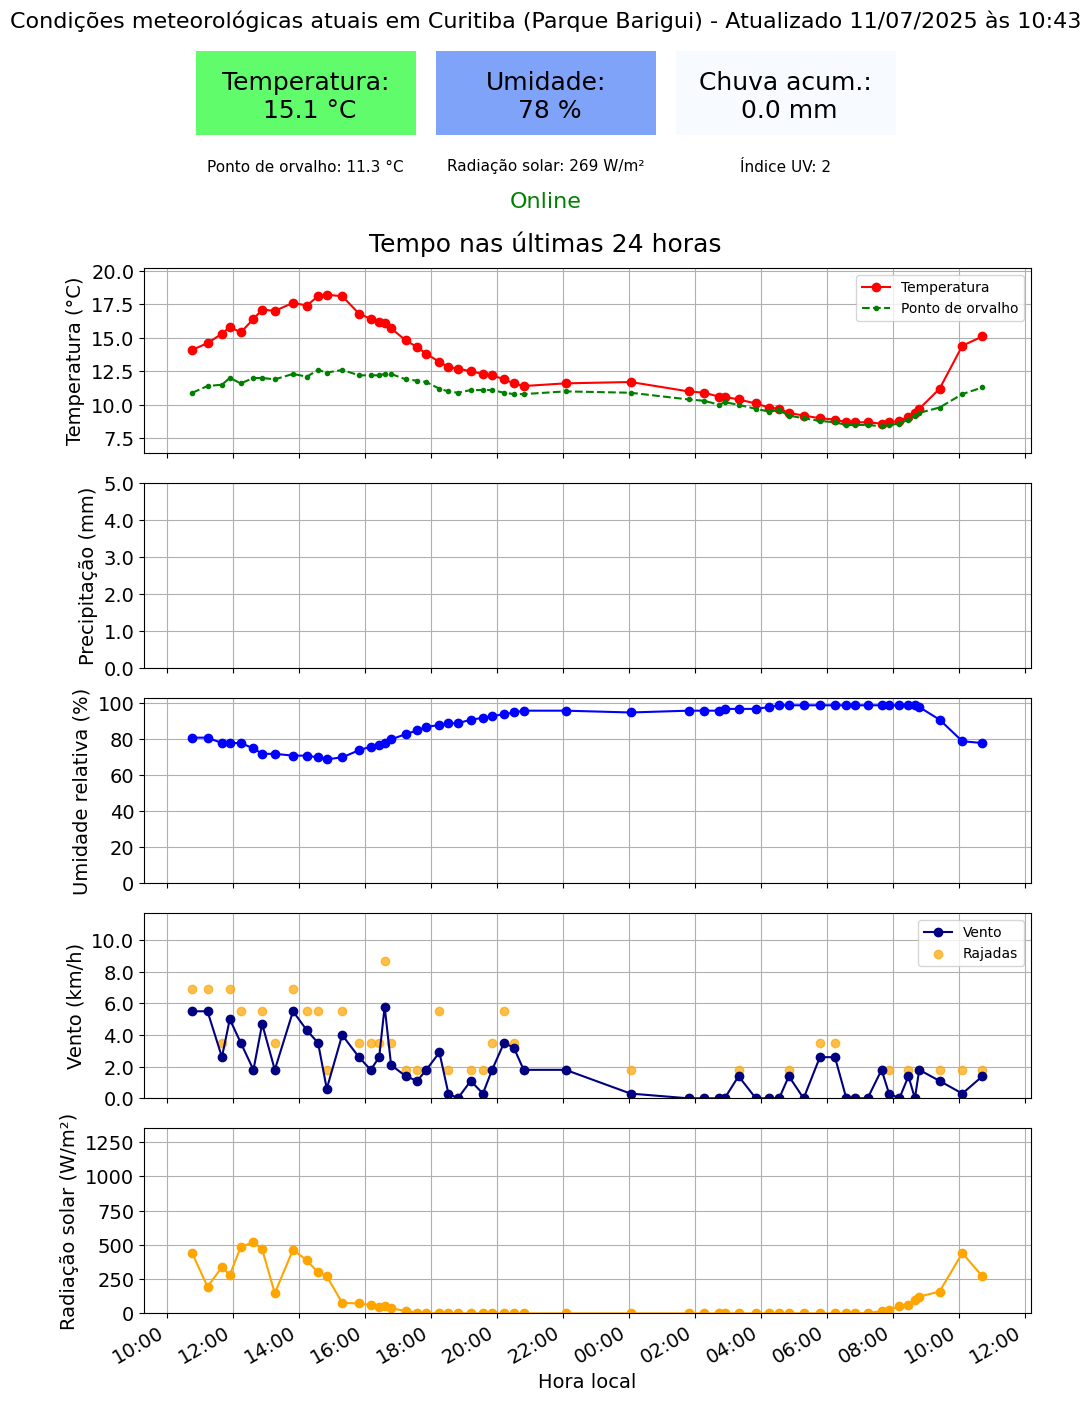 Condições meteorológicas atuais em Curitiba (Parque Barigui) - Atualizado 11/07/2025 às 10:43
Temperatura:
15.1 °C
Umidade:
78 %
Chuva acum.:
0.0 mm
Ponto de orvalho: 11.3 °C
Radiação solar: 269 W/m²
Índice UV: 2
Online
Tempo nas últimas 24 horas
Temperatura (°C)
20.0
17.5
15.0
12.5
10.0
7.5
Temperatura
Ponto de orvalho
Precipitação (mm)
5.0
4.0
3.0
2.0
1.0
0.0
Umidade relativa (%)
100
80
60
40
20
0
Vento (km/h)
10.0
8.0
6.0
4.0
2.0
0.0
Vento
Rajadas
Radiação solar (W/m²)
1250
1000
750
500
250
0
10:00
12:00
14:00
16:00
18:00
20:00
22:00
00:00
02:00
04:00
06:00
08:00
10:00
12:00
Hora local